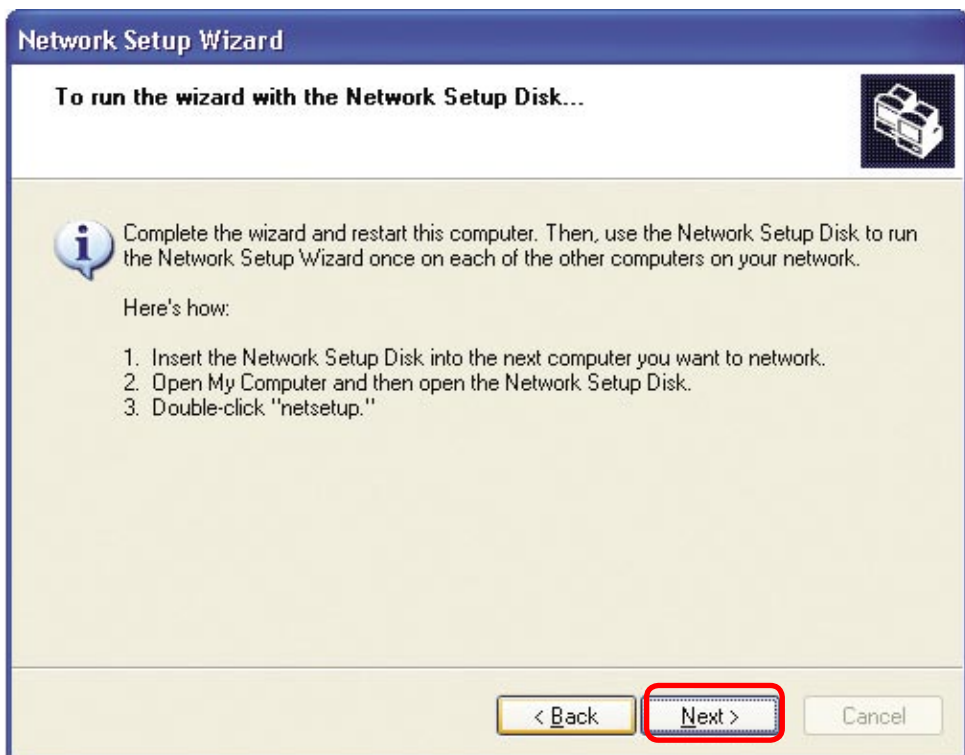 Network Setup Wizard
To run the wizard with the Network Setup Disk...
Complete the wizard and restart this computer. Then, use the Network Setup Disk to run
the Network Setup Wizard once on each of the other computers on your network.
Here's how:
1. Insert the Network Setup Disk into the next computer you want to network.
2. Open My Computer and then open the Network Setup Disk.
3. Double-click "netsetup."
< Back
Next >
Cancel